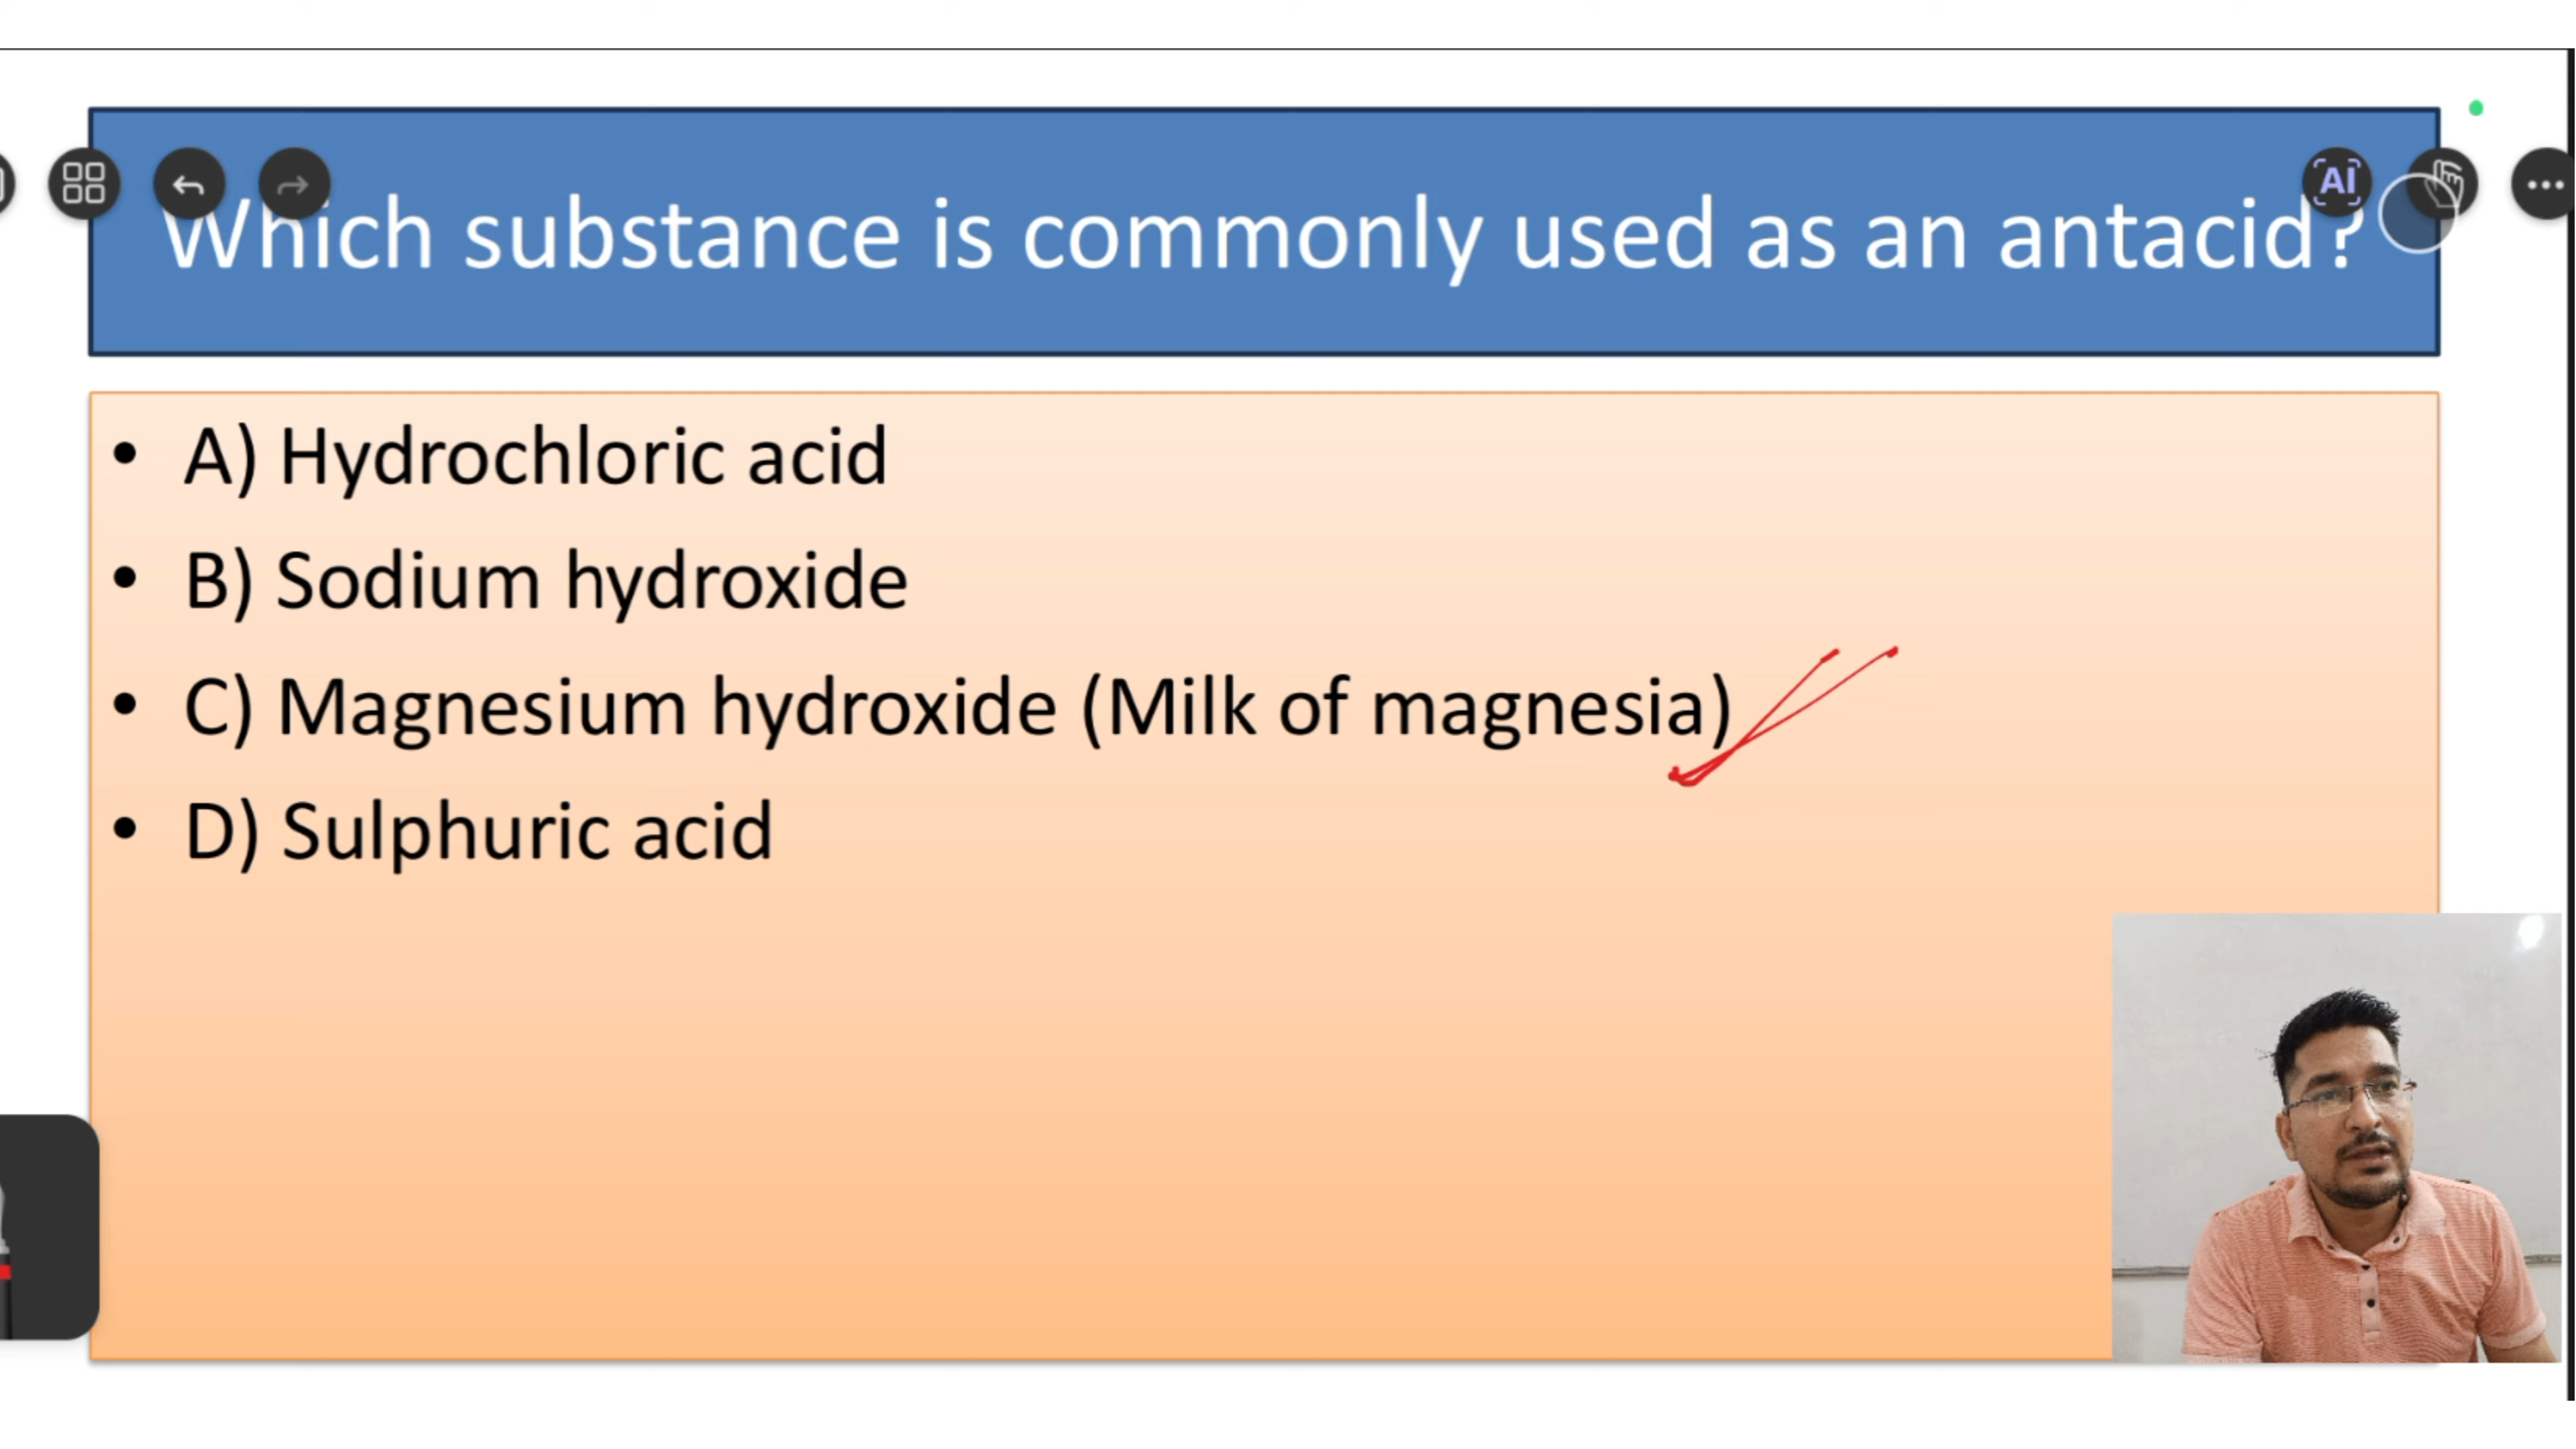 Which substance is commonly used as an antacid?
AI
• A) Hydrochloric acid
• B) Sodium hydroxide
• C) Magnesium hydroxide (Milk of magnesia)
• D) Sulphuric acid